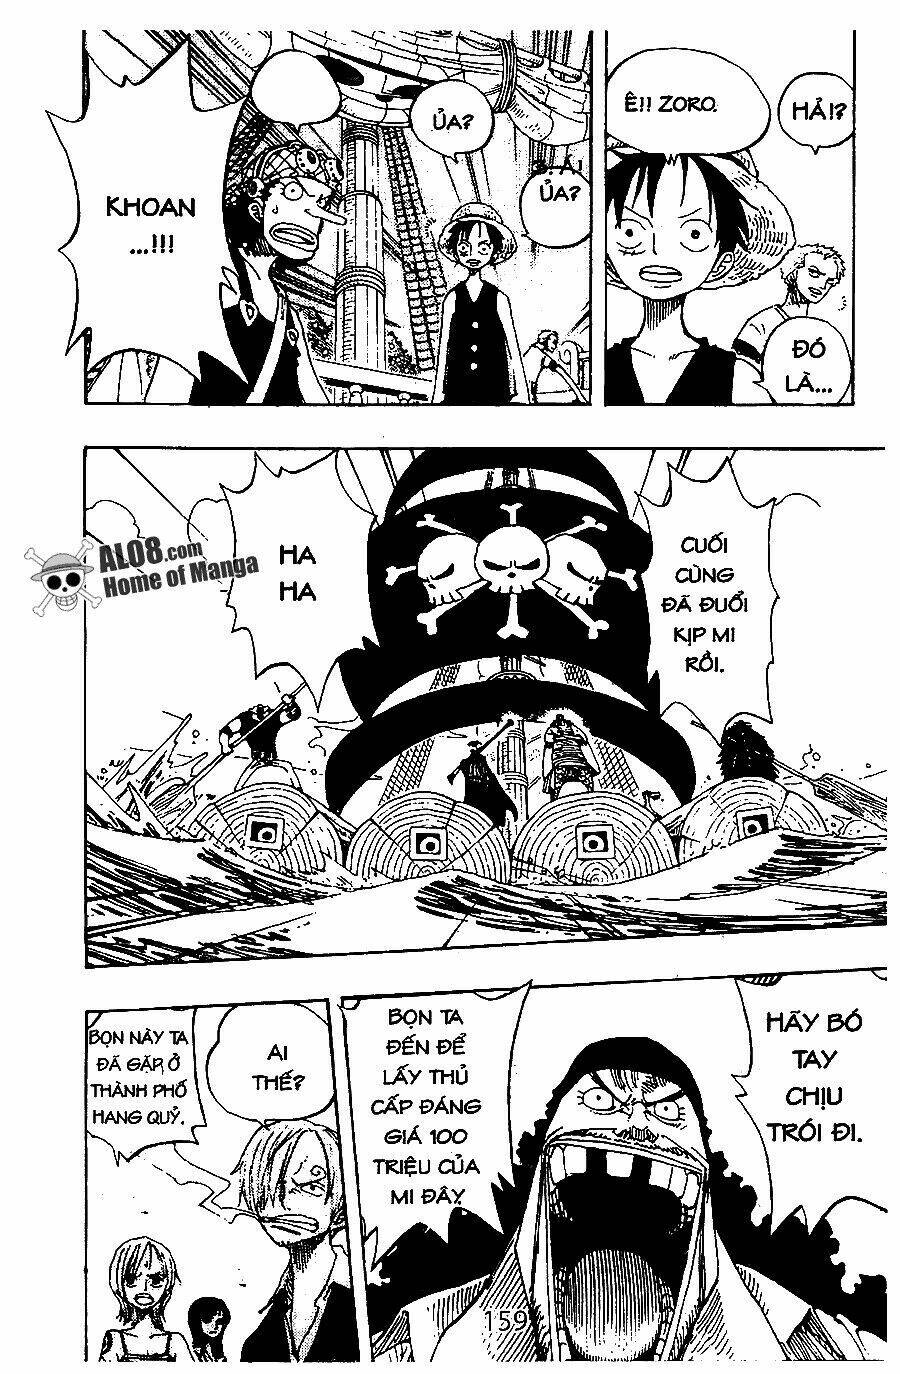 Ê!! ZORO.
HẢ!?
ĐÓ
LÀ...
ỦA?
ỦA?
KHOAN
...!!!
CUỐI
CÙNG
ĐÃ ĐUỔI
KỊP MI
RỒI.
HA
HA
AL08.com
Home of Manga
HÃY BÓ
TAY
CHỊU
TRÓI ĐI.
BỌN TA
ĐẾN ĐỂ
LẤY THỦ
CẤP ĐÁNG
GIÁ 100
TRIỆU CỦA
MI ĐÂY.
AI
THẾ?
BỌN NÀY TA
ĐÃ GẶP, Ở
THÀNH PHỐ
HANG QUỶ.
159